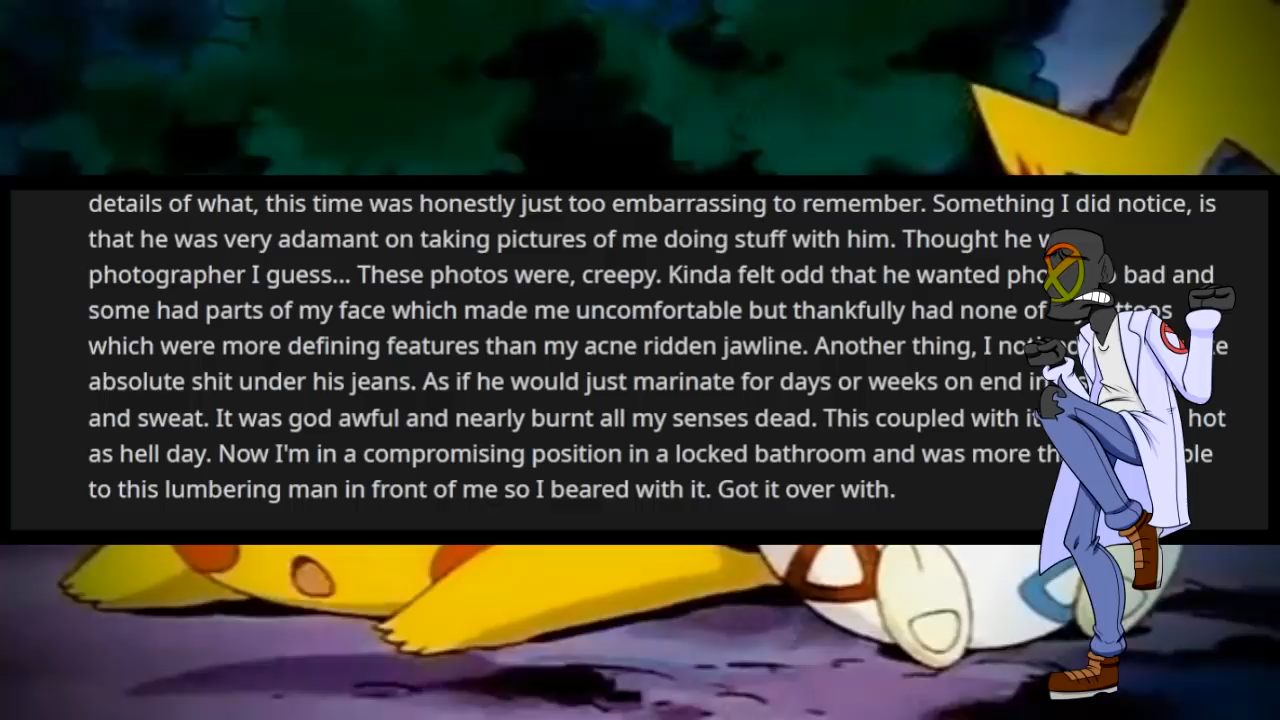 details of what, this time was honestly just too embarrassing to remember. Something I did notice, is
that he was very adamant on taking pictures of me doing stuff with him. Thought he
photographer I guess... These photos were, creepy. Kinda felt odd that he wanted bad and
some had parts of my face which made me uncomfortable but thankfully had none of
which were more defining features than my acne ridden jawline. Another thing, I
absolute shit under his jeans. As if he would just marinate for days or weeks on end
and sweat. It was god awful and nearly burnt all my senses dead. This coupled with hot
as hell day. Now I'm in a compromising position in a locked bathroom and was more
to this lumbering man in front of me so I beared with it. Got it over with.